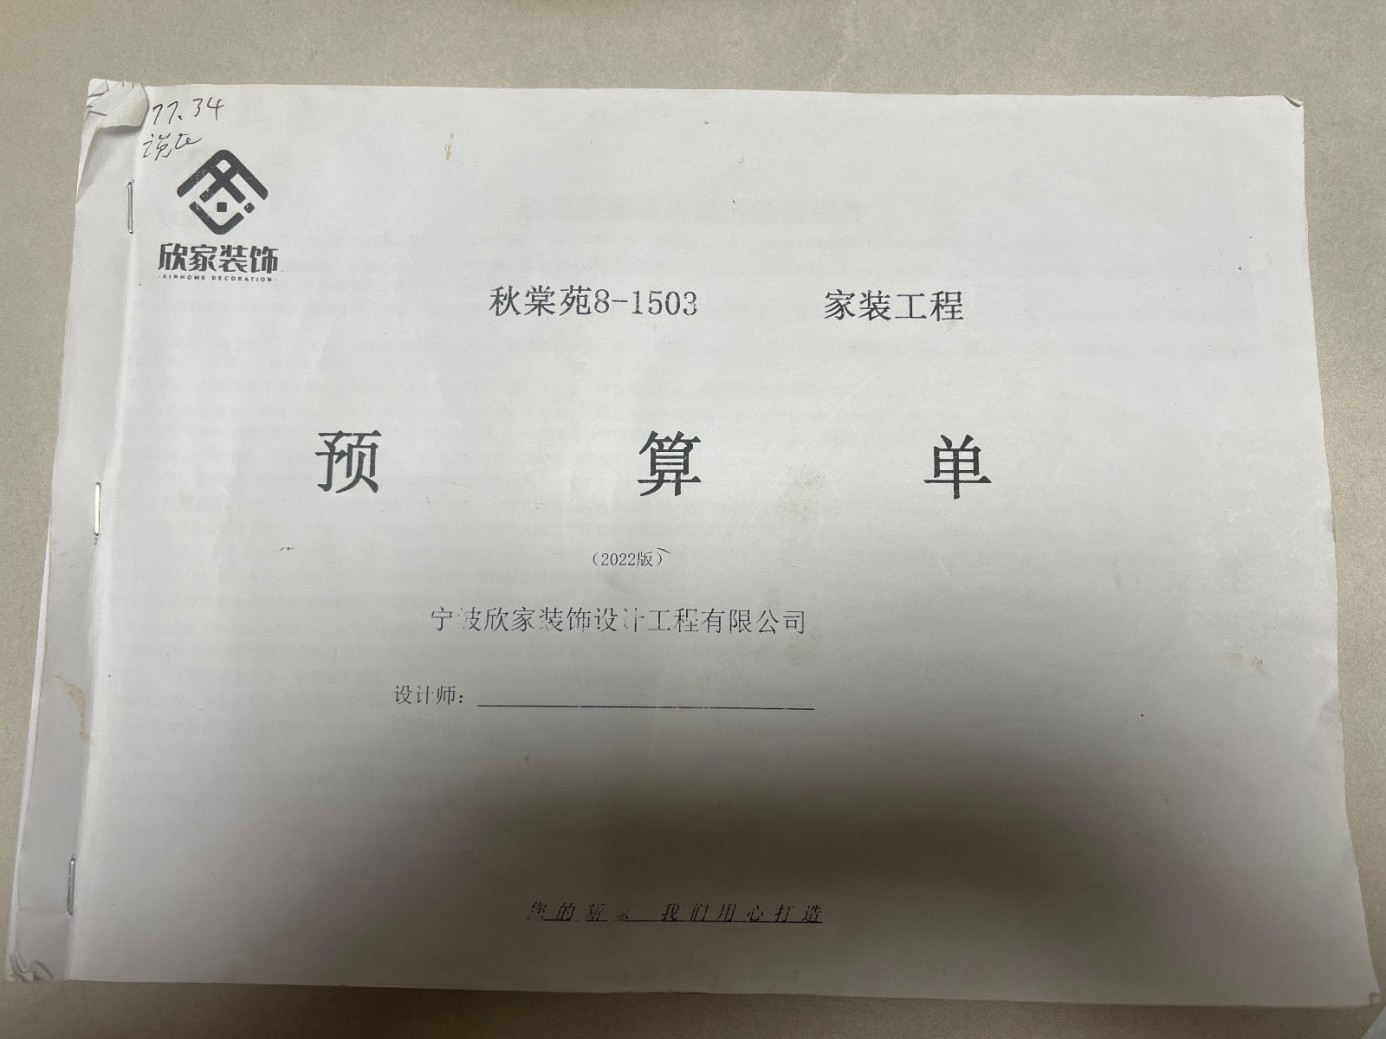 77.34
欣家装饰
XINHOME DECORATION
秋棠苑8-1503 家装工程
预 算 单
（2022版）
宁波欣家装饰设计工程有限公司
设计师：
您的新家 我们用心打造